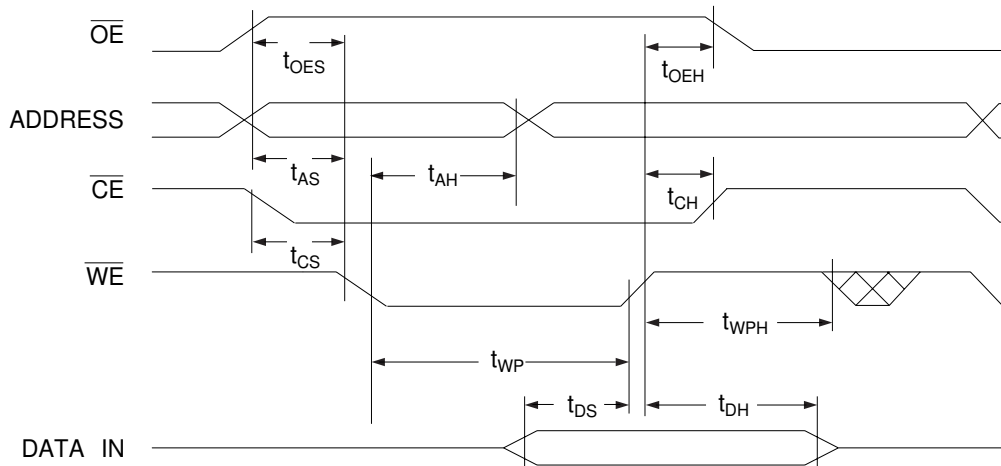 OE
tOES
tOEH
ADDRESS
tAS
tAH
CE
tCH
tCS
WE
tWPH
tWP
tDS
tDH
DATA IN